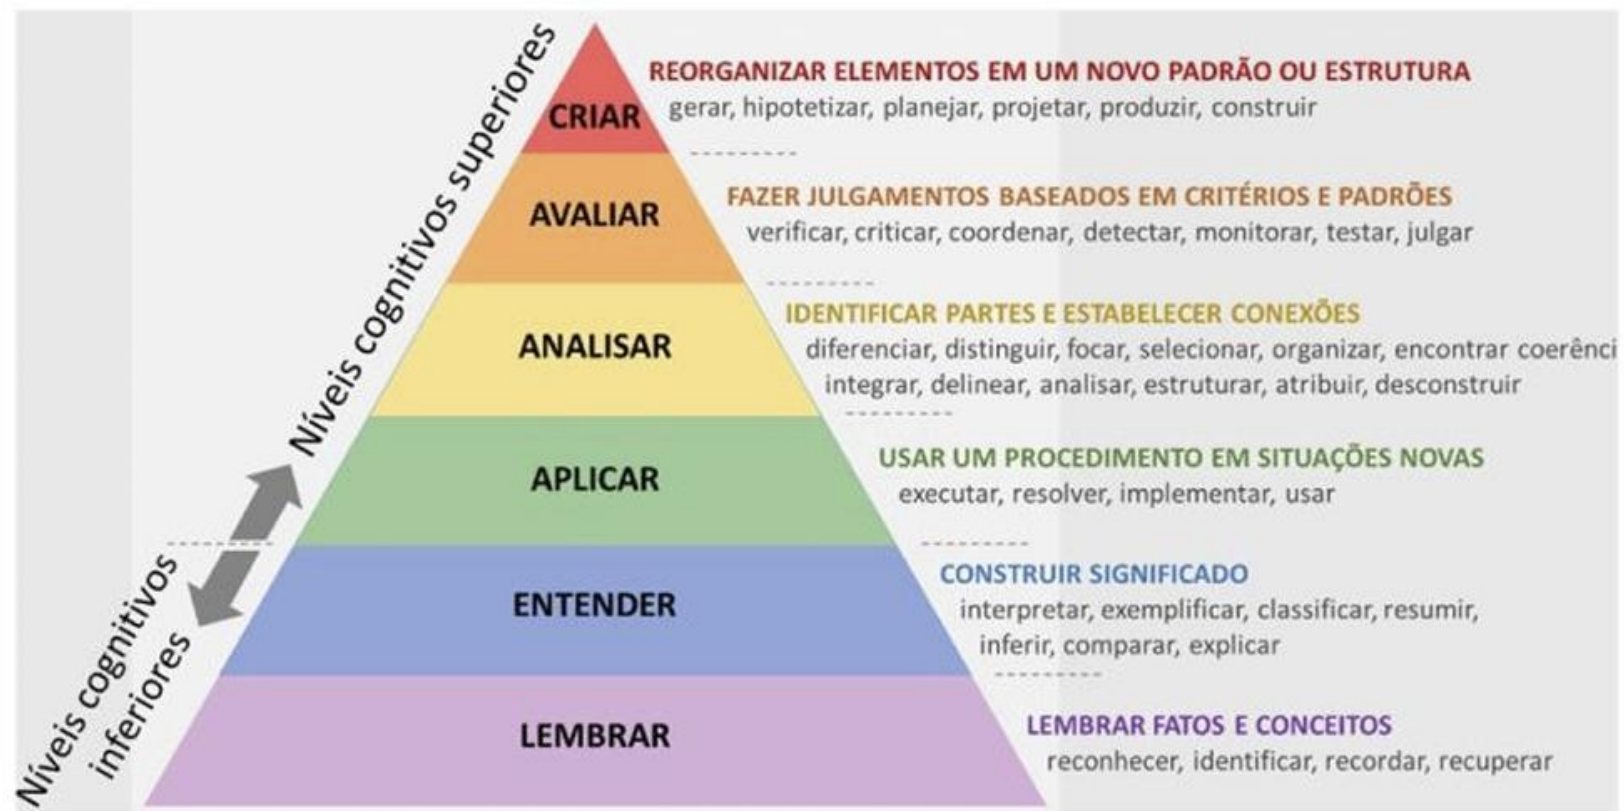 Níveis cognitivos superiores
CRIAR
REORGANIZAR ELEMENTOS EM UM NOVO PADRÃO OU ESTRUTURA
gerar, hipotetizar, planejar, projetar, produzir, construir
AVALIAR
FAZER JULGAMENTOS BASEADOS EM CRITÉRIOS E PADRÕES
verificar, criticar, coordenar, detectar, monitorar, testar, julgar
ANALISAR
IDENTIFICAR PARTES E ESTABELECER CONEXÕES
diferenciar, distinguir, focar, selecionar, organizar, encontrar coerênci
integrar, delinear, analisar, estruturar, atribuir, desconstruir
APLICAR
USAR UM PROCEDIMENTO EM SITUAÇÕES NOVAS
executar, resolver, implementar, usar
Níveis cognitivos
inferiores
ENTENDER
CONSTRUIR SIGNIFICADO
interpretar, exemplificar, classificar, resumir,
inferir, comparar, explicar
LEMBRAR
LEMBRAR FATOS E CONCEITOS
reconhecer, identificar, recordar, recuperar